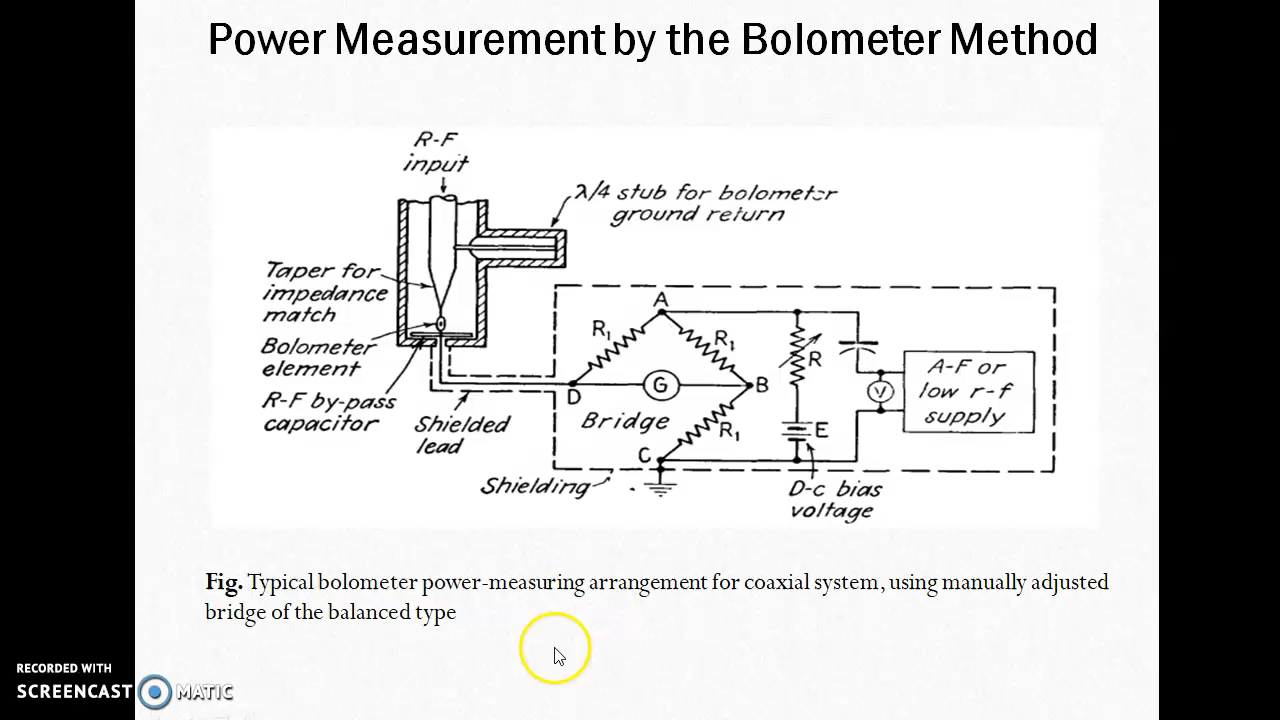 Power Measurement by the Bolometer Method
R-F
input
λ/4 stub for bolometer
ground return
Taper for
impedance
match
Bolometer
element
R-F by-pass
capacitor
Shielded
lead
A
R₁
R₁
D
G
B
Bridge
R₁
C
Shielding
R
E
D-c bias
voltage
V
A-F or
low r-f
supply
Fig. Typical bolometer power-measuring arrangement for coaxial system, using manually adjusted
bridge of the balanced type
RECORDED WITH
SCREENCAST MATIC